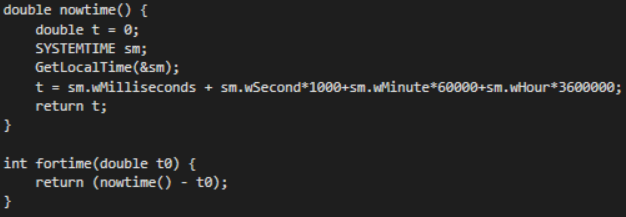 double nowtime() {
    double t = 0;
    SYSTEMTIME sm;
    GetLocalTime(&sm);
    t = sm.wMilliseconds + sm.wSecond*1000+sm.wMinute*60000+sm.wHour*3600000;
    return t;
}

int fortime(double t0) {
    return (nowtime() - t0);
}